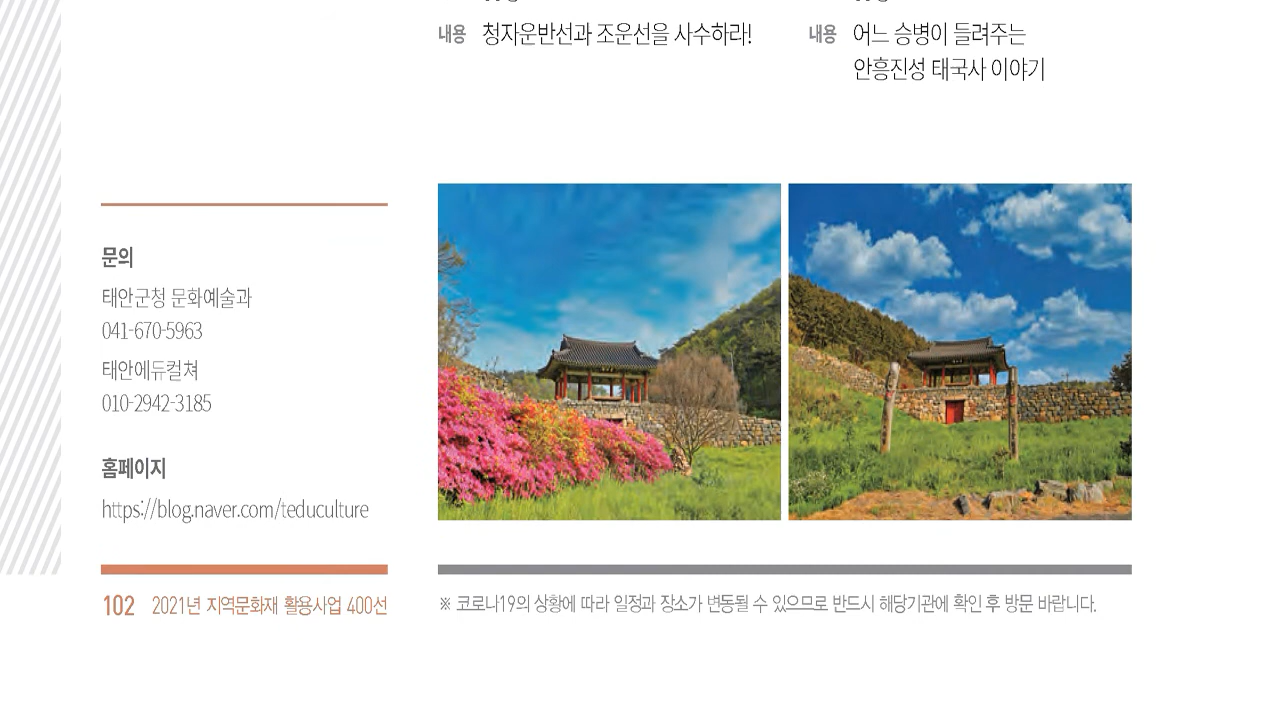 내용 청자운반선과 조운선을 사수하라!
내용 어느 승병이 들려주는
안흥진성 태국사 이야기
문의
태안군청 문화예술과
041-670-5963
태안에듀컬쳐
010-2942-3185
홈페이지
https://blog.naver.com/teduculture
102 2021년 지역문화재 활용사업 400선
※ 코로나19의 상황에 따라 일정과 장소가 변동될 수 있으므로 반드시 해당기관에 확인 후 방문 바랍니다.